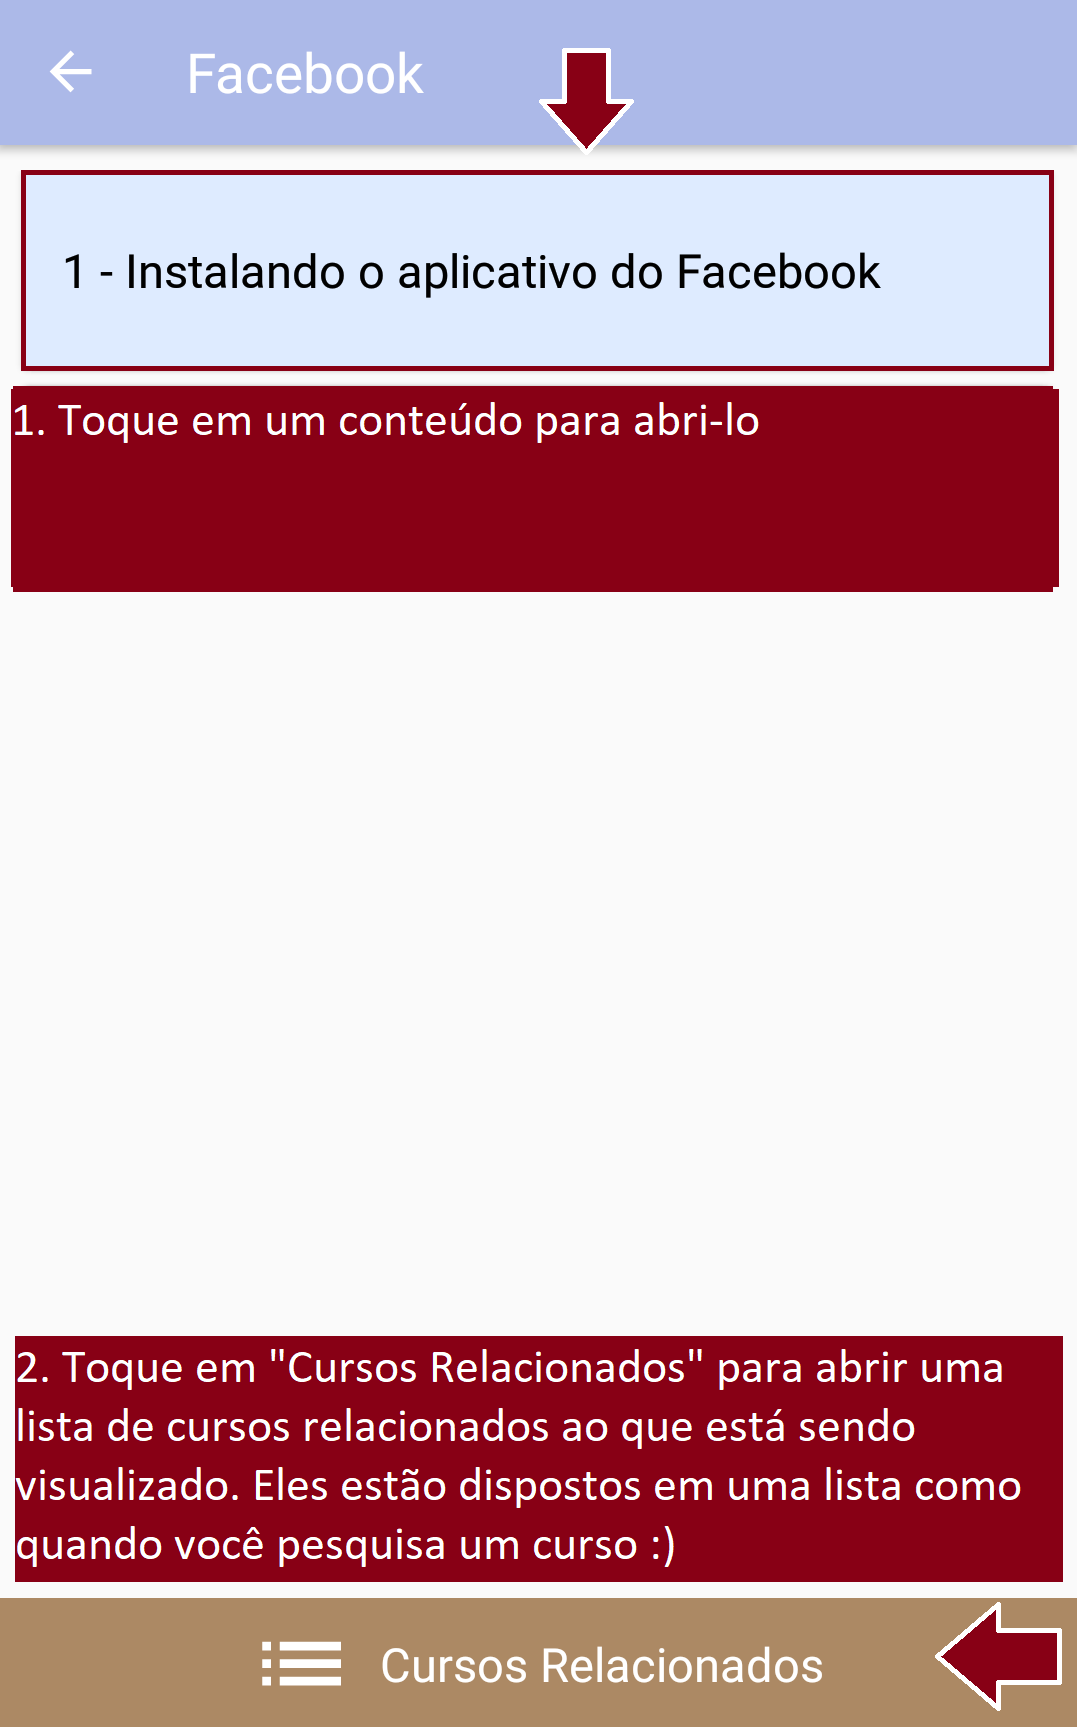 Facebook
1 - Instalando o aplicativo do Facebook
1. Toque em um conteúdo para abri-lo
2. Toque em "Cursos Relacionados" para abrir uma
lista de cursos relacionados ao que está sendo
visualizado. Eles estão dispostos em uma lista como
quando você pesquisa um curso :)
Cursos Relacionados